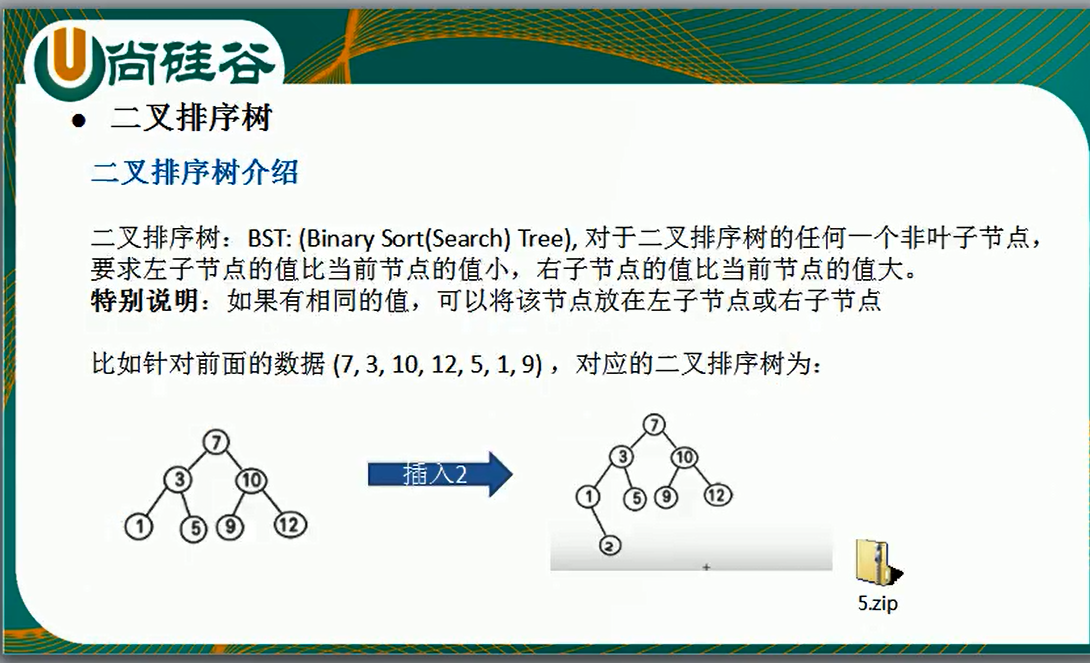 尚硅谷
● 二叉排序树
二叉排序树介绍
二叉排序树：BST: (Binary Sort(Search) Tree), 对于二叉排序树的任何一个非叶子节点，
要求左子节点的值比当前节点的值小，右子节点的值比当前节点的值大。
特别说明：如果有相同的值，可以将该节点放在左子节点或右子节点
比如针对前面的数据 (7, 3, 10, 12, 5, 1, 9) ，对应的二叉排序树为：
7
3 10
1 5 9 12
插入2
7
3 10
1 5 9 12
2
5.zip